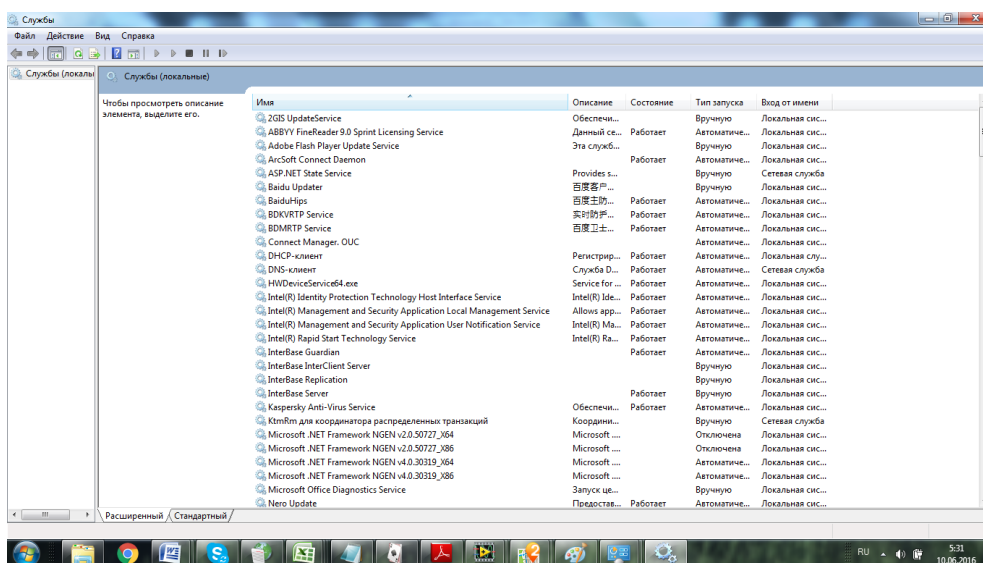 Службы
Файл Действие Вид Справка
Службы (локалы
Службы (локальные)
Чтобы просмотреть описание
элемента, выделите его.
Имя Описание Состояние Тип запуска Вход от имени
2GIS UpdateService Обеспечи... Вручную Локальная сис...
ABBYY FineReader 9.0 Sprint Licensing Service Данный се... Работает Автоматиче... Локальная сис...
Adobe Flash Player Update Service Эта служб... Вручную Локальная сис...
ArcSoft Connect Daemon Работает Автоматиче... Локальная сис...
ASP.NET State Service Provides s... Вручную Сетевая служба
Baidu Updater 百度客户... Вручную Локальная сис...
BaiduHips 百度主防... Работает Автоматиче... Локальная сис...
BDKVRTP Service 实时防护... Работает Автоматиче... Локальная сис...
BDMRTP Service 百度卫士... Работает Автоматиче... Локальная сис...
Connect Manager. OUC Автоматиче... Локальная сис...
DHCP-клиент Регистрир... Работает Автоматиче... Локальная слу...
DNS-клиент Служба D... Работает Автоматиче... Сетевая служба
HWDeviceService64.exe Service for ... Работает Автоматиче... Локальная сис...
Intel(R) Identity Protection Technology Host Interface Service Intel(R) Ide... Работает Автоматиче... Локальная сис...
Intel(R) Management and Security Application Local Management Service Allows app... Работает Автоматиче... Локальная сис...
Intel(R) Management and Security Application User Notification Service Intel(R) Ma... Работает Автоматиче... Локальная сис...
Intel(R) Rapid Start Technology Service Intel(R) Ra... Работает Автоматиче... Локальная сис...
InterBase Guardian Работает Автоматиче... Локальная сис...
InterBase InterClient Server Вручную Локальная сис...
InterBase Replication Вручную Локальная сис...
InterBase Server Работает Вручную Локальная сис...
Kaspersky Anti-Virus Service Обеспечи... Работает Автоматиче... Локальная сис...
KtmRm для координатора распределенных транзакций Координи... Вручную Сетевая служба
Microsoft .NET Framework NGEN v2.0.50727_X64 Microsoft .... Отключена Локальная сис...
Microsoft .NET Framework NGEN v2.0.50727_X86 Microsoft .... Отключена Локальная сис...
Microsoft .NET Framework NGEN v4.0.30319_X64 Microsoft .... Автоматиче... Локальная сис...
Microsoft .NET Framework NGEN v4.0.30319_X86 Microsoft .... Автоматиче... Локальная сис...
Microsoft Office Diagnostics Service Запуск це... Вручную Локальная сис...
Nero Update Предостав... Работает Автоматиче... Локальная сис...
Расширенный Стандартный
RU 5:31
10.06.2016